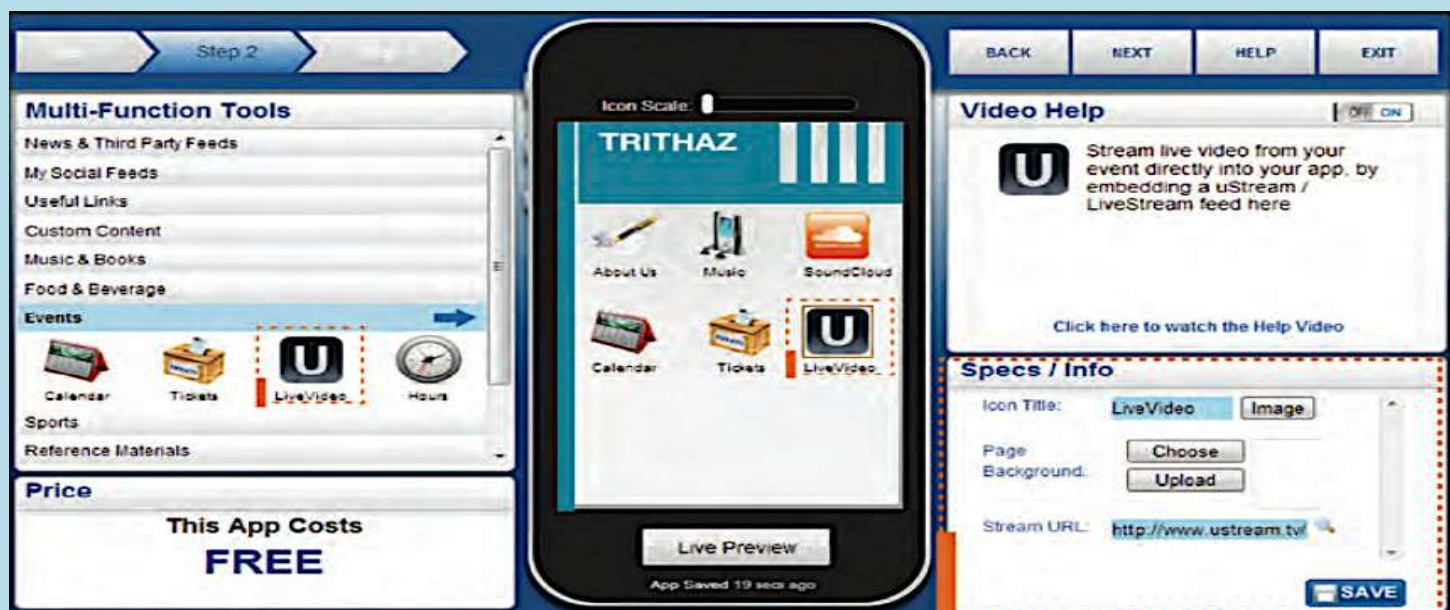 Step 2
BACK
NEXT
HELP
EXIT
Multi-Function Tools
News & Third Party Feeds
My Social Feeds
Useful Links
Custom Content
Music & Books
Food & Beverage
Events
Calendar
Tickets
LiveVideo
Hours
Sports
Reference Materials
Price
This App Costs
FREE
Icon Scale:
TRITHAZ
About Us
Music
SoundCloud
Calendar
Tickets
U
LiveVideo
Live Preview
App Saved 19 secs ago
Video Help
OFF ON
U
Stream live video from your
event directly into your app, by
embedding a uStream /
LiveStream feed here
Click here to watch the Help Video
Specs / Info
Icon Title:
LiveVideo
Image
Page
Background:
Choose
Upload
Stream URL:
http://www.ustream.tv/
SAVE